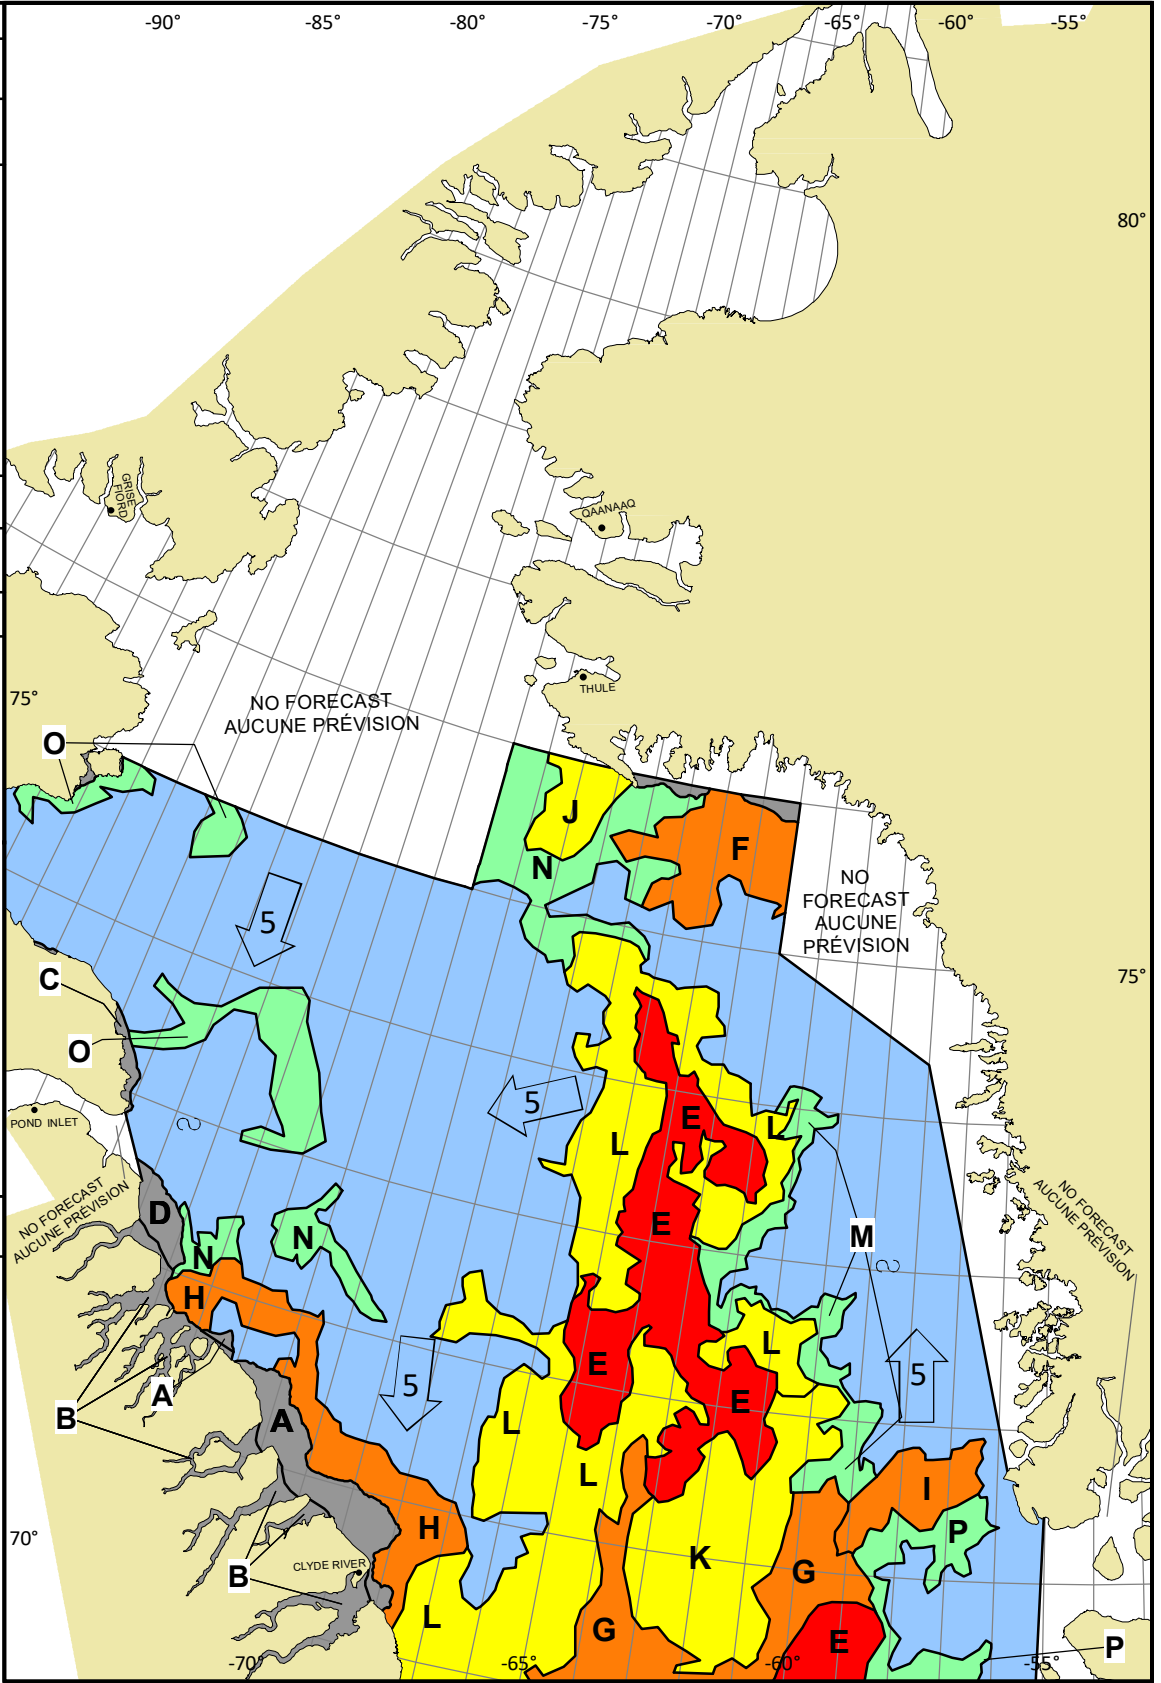 -90° -85° -80° -75° -70° -65° -60° -55°
80°
GRISE
FIORD
QAANAAQ
THULE
75°
NO FORECAST
AUCUNE PRÉVISION
O
J
F
N
NO
FORECAST
AUCUNE
PRÉVISION
5
75°
C
O
5
POND INLET
E
L
L
NO FORECAST
AUCUNE PRÉVISION
NO FORECAST
AUCUNE PRÉVISION
D
E
M
N
N
H
L
E
5
5
A
B
E
A
L
L
I
H
70°
P
K
CLYDE RIVER
B
G
L
G
E
P
-70° -65° -60° -55°